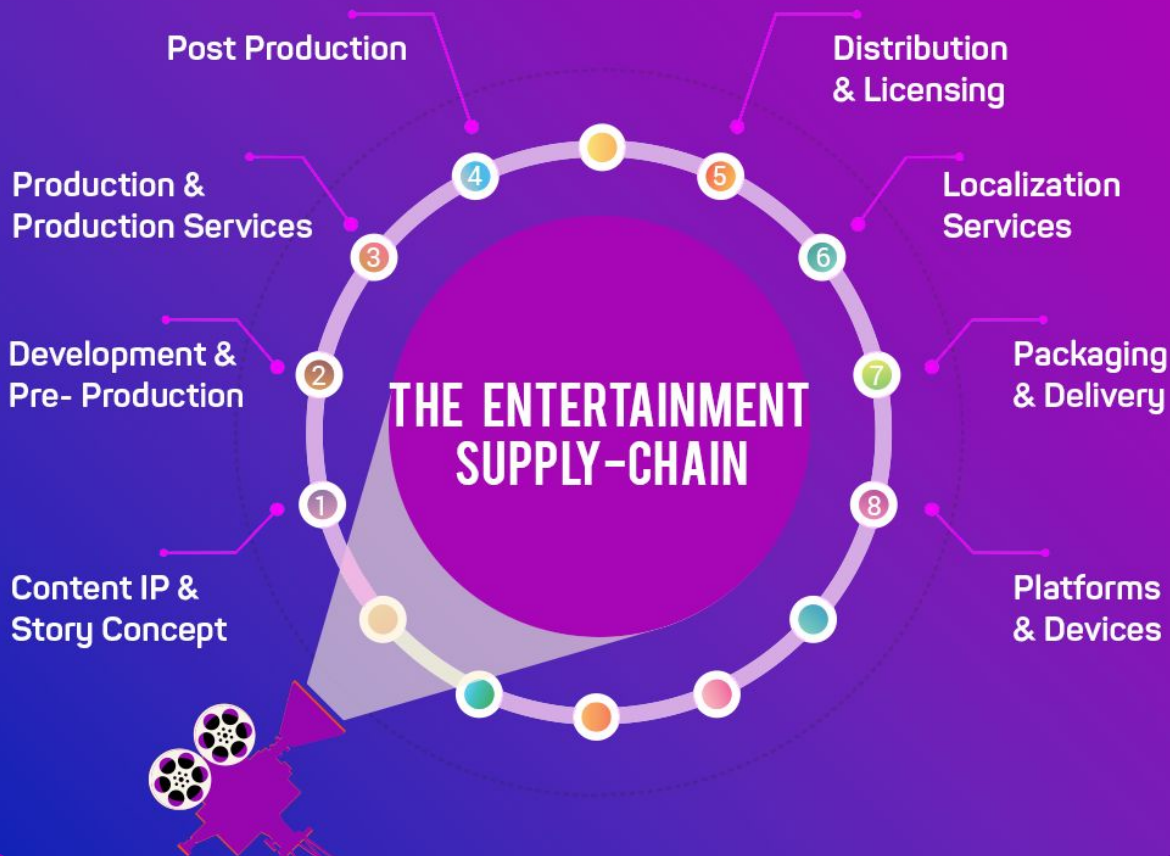 Post Production
Distribution
& Licensing
Production &
Production Services
Localization
Services
Development &
Pre- Production
Packaging
& Delivery
Content IP &
Story Concept
Platforms
& Devices
THE ENTERTAINMENT
SUPPLY-CHAIN
1
2
3
4
5
6
7
8